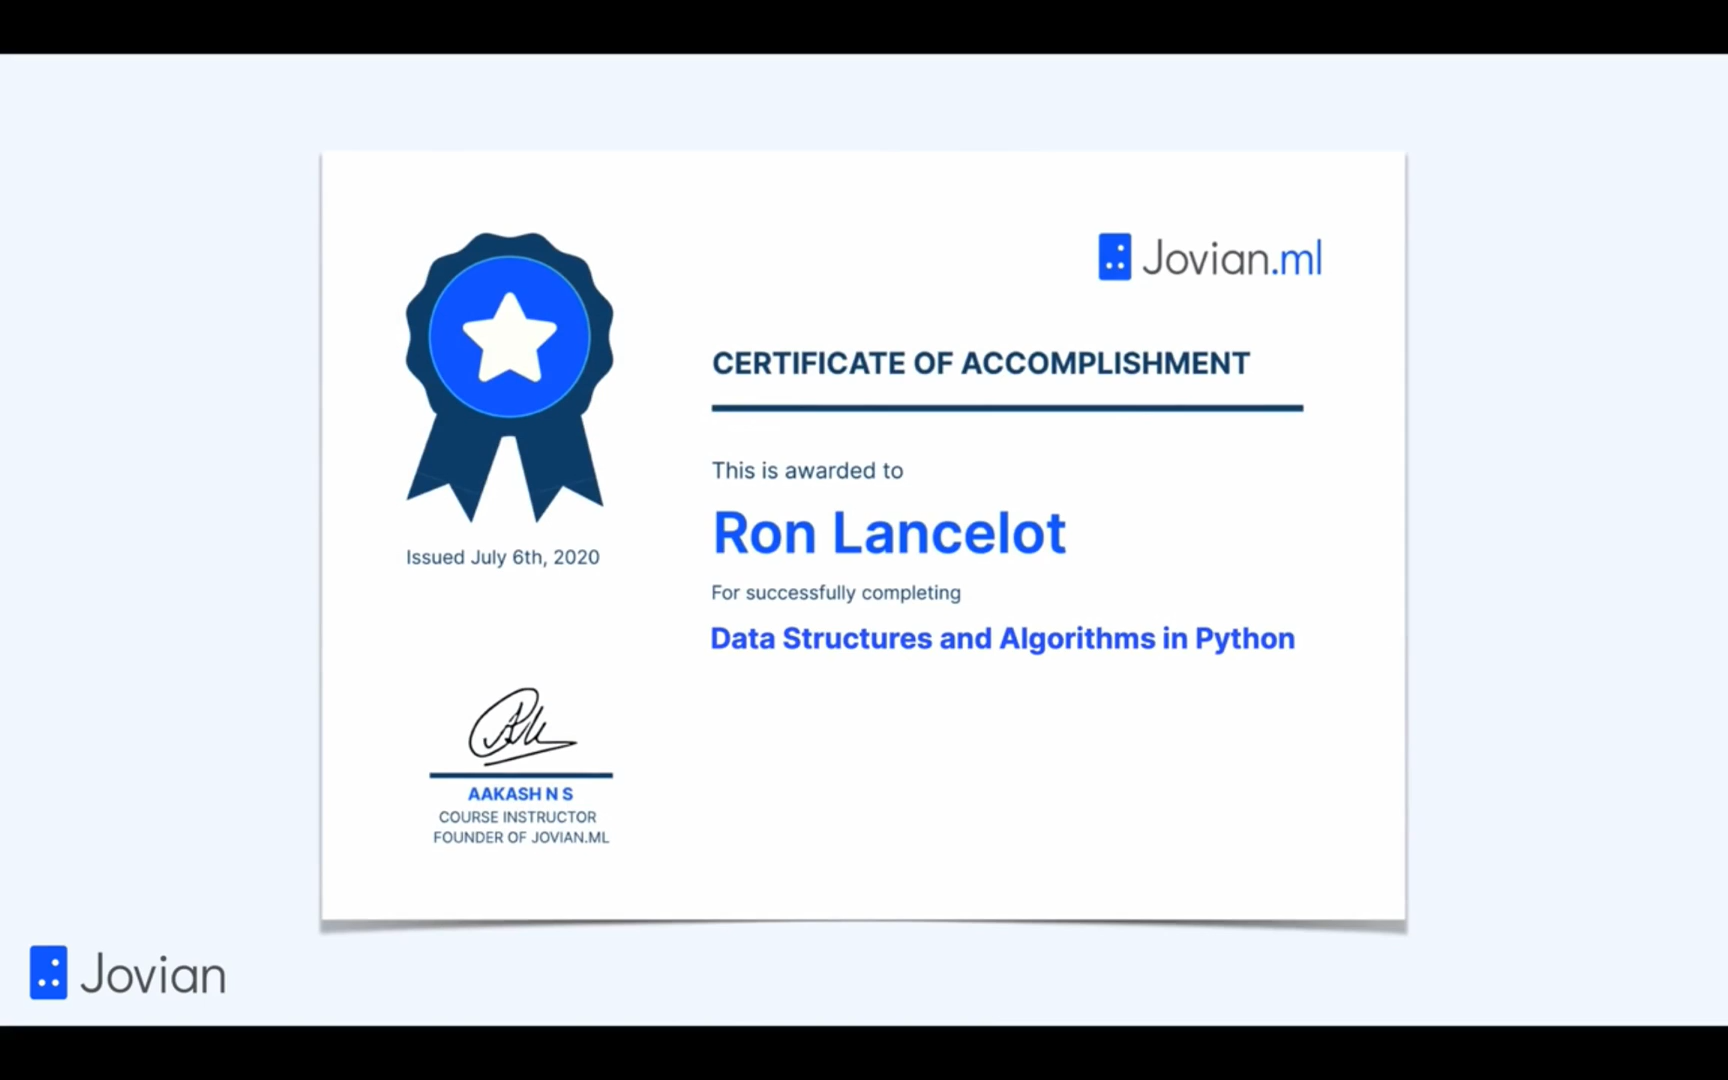 Jovian.ml
CERTIFICATE OF ACCOMPLISHMENT
This is awarded to
Ron Lancelot
For successfully completing
Data Structures and Algorithms in Python
Issued July 6th, 2020
AAKASH N S
COURSE INSTRUCTOR
FOUNDER OF JOVIAN.ML
Jovian